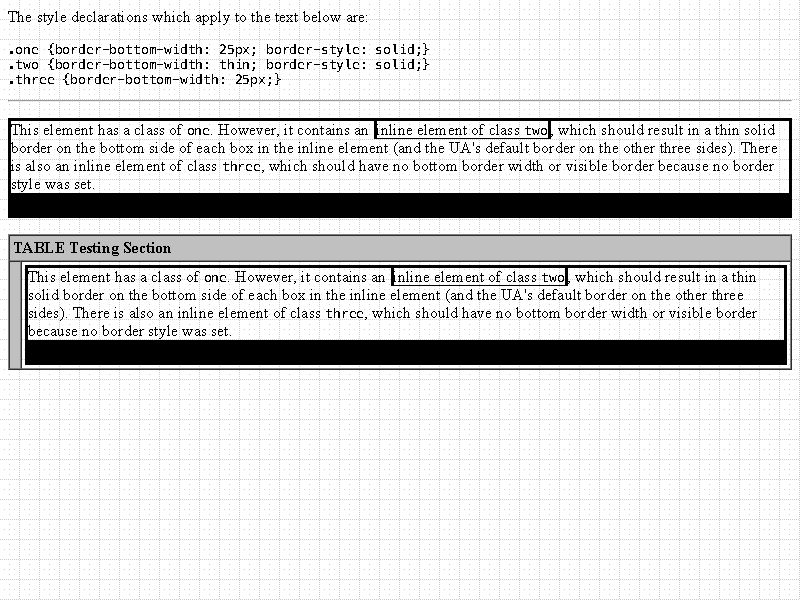 The style declarations which apply to the text below are:
.one {border-bottom-width: 25px; border-style: solid;}
.two {border-bottom-width: thin; border-style: solid;}
.three {border-bottom-width: 25px;}
This element has a class of one. However, it contains an inline element of class two, which should result in a thin solid
border on the bottom side of each box in the inline element (and the UA's default border on the other three sides). There
is also an inline element of class three, which should have no bottom border width or visible border because no border
style was set.
TABLE Testing Section
This element has a class of one. However, it contains an inline element of class two, which should result in a thin
solid border on the bottom side of each box in the inline element (and the UA's default border on the other three
sides). There is also an inline element of class three, which should have no bottom border width or visible border
because no border style was set.